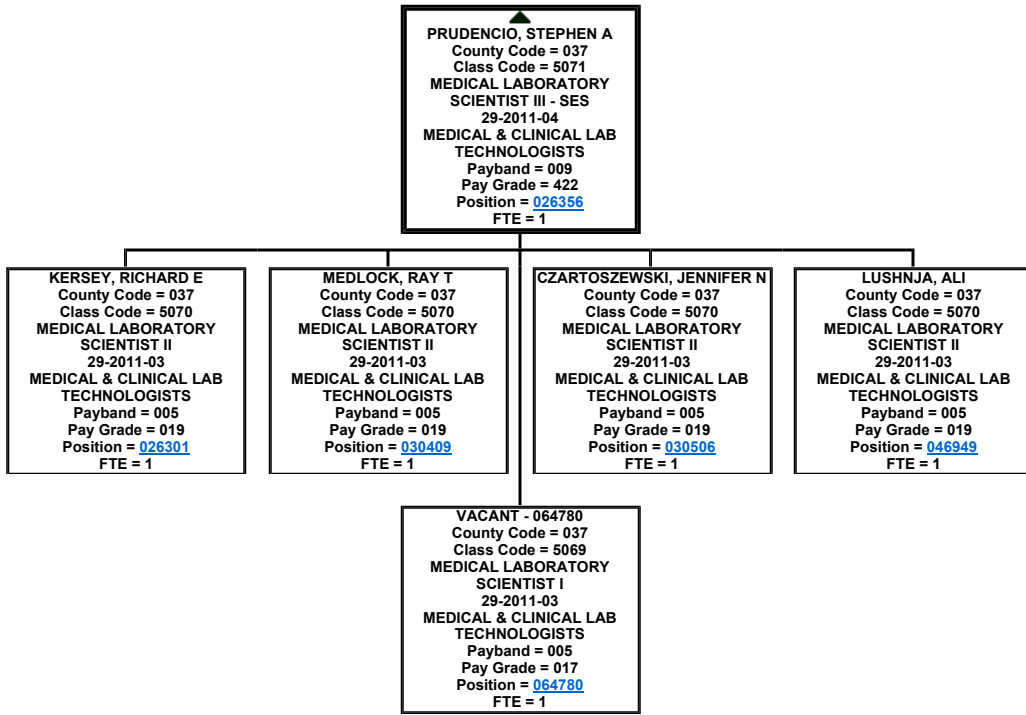 PRUDENCIO, STEPHEN A
County Code = 037
Class Code = 5071
MEDICAL LABORATORY
SCIENTIST III - SES
29-2011-04
MEDICAL & CLINICAL LAB
TECHNOLOGISTS
Payband = 009
Pay Grade = 422
Position = 026356
FTE = 1
KERSEY, RICHARD E
County Code = 037
Class Code = 5070
MEDICAL LABORATORY
SCIENTIST II
29-2011-03
MEDICAL & CLINICAL LAB
TECHNOLOGISTS
Payband = 005
Pay Grade = 019
Position = 026301
FTE = 1
MEDLOCK, RAY T
County Code = 037
Class Code = 5070
MEDICAL LABORATORY
SCIENTIST II
29-2011-03
MEDICAL & CLINICAL LAB
TECHNOLOGISTS
Payband = 005
Pay Grade = 019
Position = 030409
FTE = 1
CZARTOSZEWSKI, JENNIFER N
County Code = 037
Class Code = 5070
MEDICAL LABORATORY
SCIENTIST II
29-2011-03
MEDICAL & CLINICAL LAB
TECHNOLOGISTS
Payband = 005
Pay Grade = 019
Position = 030506
FTE = 1
LUSHNJA, ALI
County Code = 037
Class Code = 5070
MEDICAL LABORATORY
SCIENTIST II
29-2011-03
MEDICAL & CLINICAL LAB
TECHNOLOGISTS
Payband = 005
Pay Grade = 019
Position = 046949
FTE = 1
VACANT - 064780
County Code = 037
Class Code = 5069
MEDICAL LABORATORY
SCIENTIST I
29-2011-03
MEDICAL & CLINICAL LAB
TECHNOLOGISTS
Payband = 005
Pay Grade = 017
Position = 064780
FTE = 1